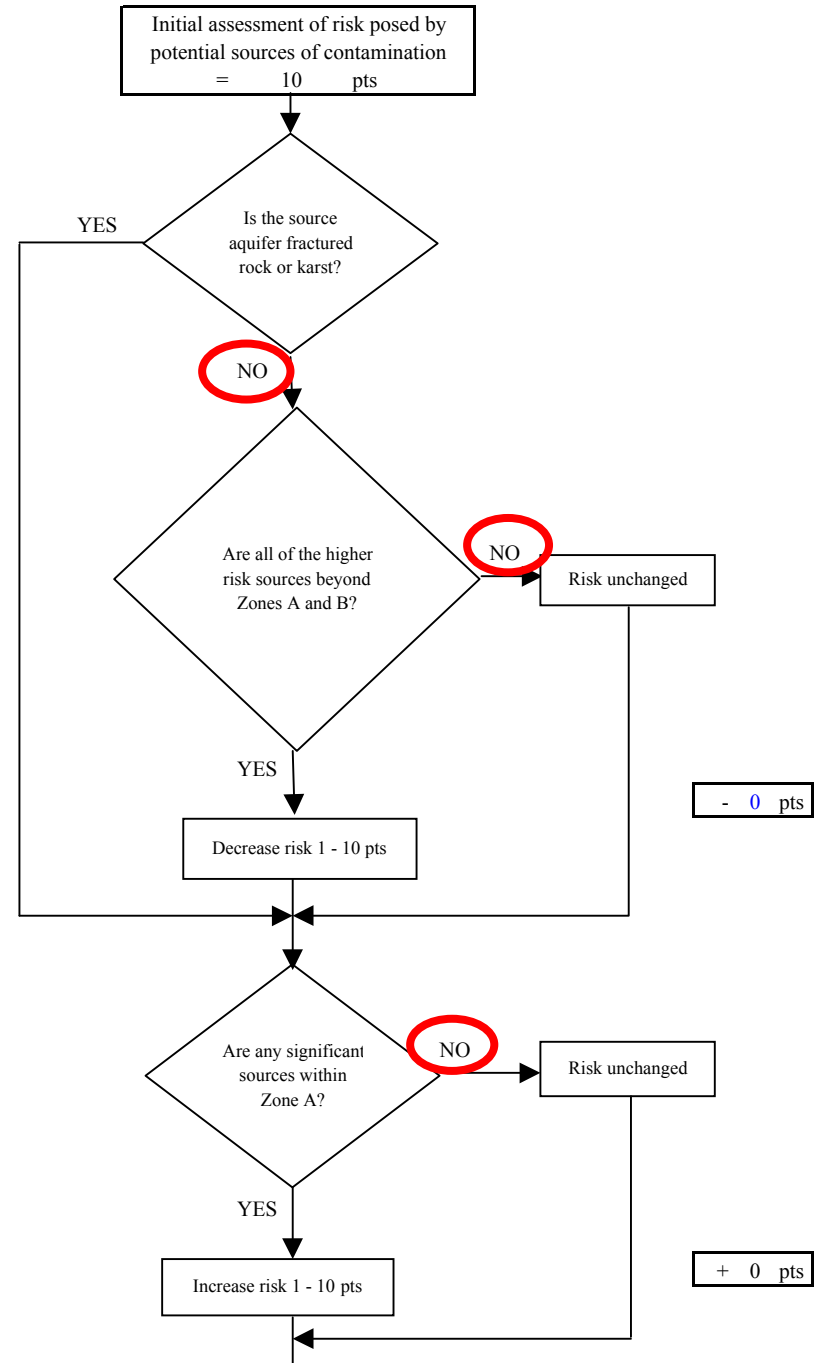 Initial assessment of risk posed by
potential sources of contamination
= 10 pts
YES
Is the source
aquifer fractured
rock or karst?
NO
Are all of the higher
risk sources beyond
Zones A and B?
NO
Risk unchanged
YES
- 0 pts
Decrease risk 1 - 10 pts
Are any significant
sources within
Zone A?
NO
Risk unchanged
YES
+ 0 pts
Increase risk 1 - 10 pts